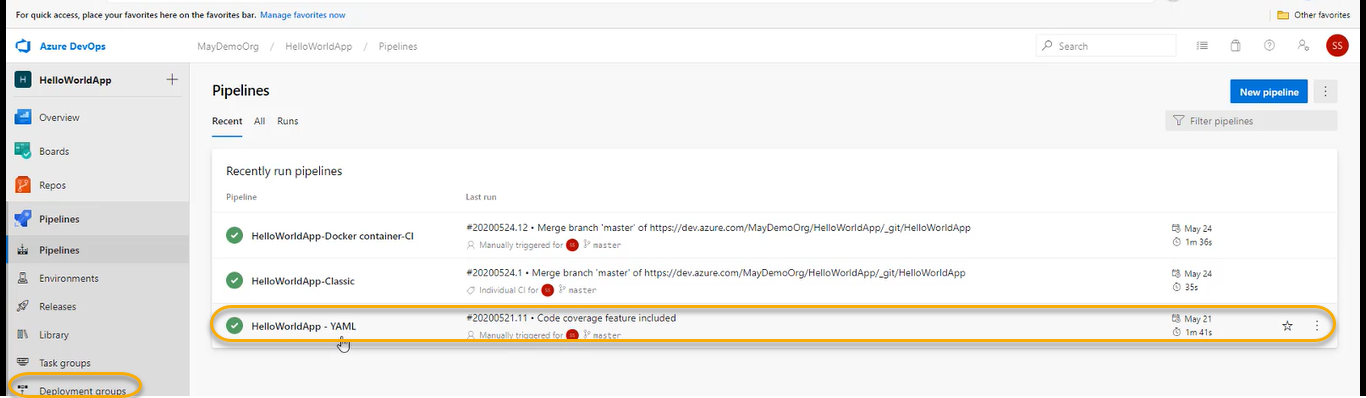 For quick access, place your favorites here on the favorites bar. Manage favorites now
Other favorites
Azure DevOps
MayDemoOrg / HelloWorldApp / Pipelines
Search
SS
H HelloWorldApp
Overview
Boards
Repos
Pipelines
Pipelines
Environments
Releases
Library
Task groups
Deployment groups
Pipelines
New pipeline
Recent All Runs
Filter pipelines
Recently run pipelines
Pipeline Last run
HelloWorldApp-Docker container-CI
#20200524.12 • Merge branch 'master' of https://dev.azure.com/MayDemoOrg/HelloWorldApp/_git/HelloWorldApp
Manually triggered for SS master
May 24
1m 36s
HelloWorldApp-Classic
#20200524.1 • Merge branch 'master' of https://dev.azure.com/MayDemoOrg/HelloWorldApp/_git/HelloWorldApp
Individual CI for SS master
May 24
35s
HelloWorldApp - YAML
#20200521.11 • Code coverage feature included
Manually triggered for SS master
May 21
1m 41s